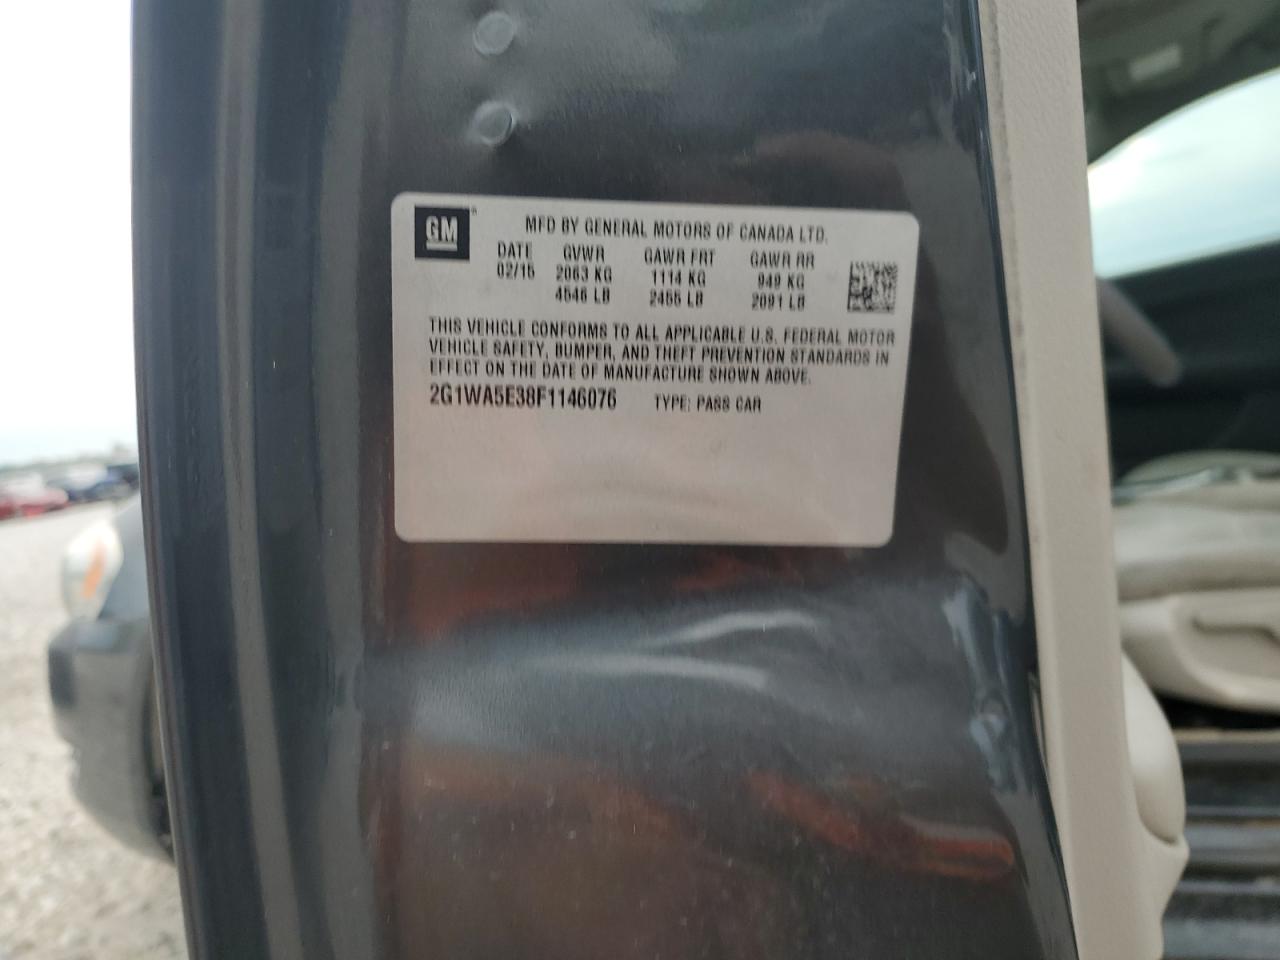 GM
MFD BY GENERAL MOTORS OF CANADA LTD.
DATE GVWR GAWR FRT GAWR RR
02/15 2063 KG 1114 KG 949 KG
4546 LB 2455 LB 2091 LB
THIS VEHICLE CONFORMS TO ALL APPLICABLE U.S. FEDERAL MOTOR
VEHICLE SAFETY, BUMPER, AND THEFT PREVENTION STANDARDS IN
EFFECT ON THE DATE OF MANUFACTURE SHOWN ABOVE.
2G1WA5E38F1146076 TYPE: PASS CAR